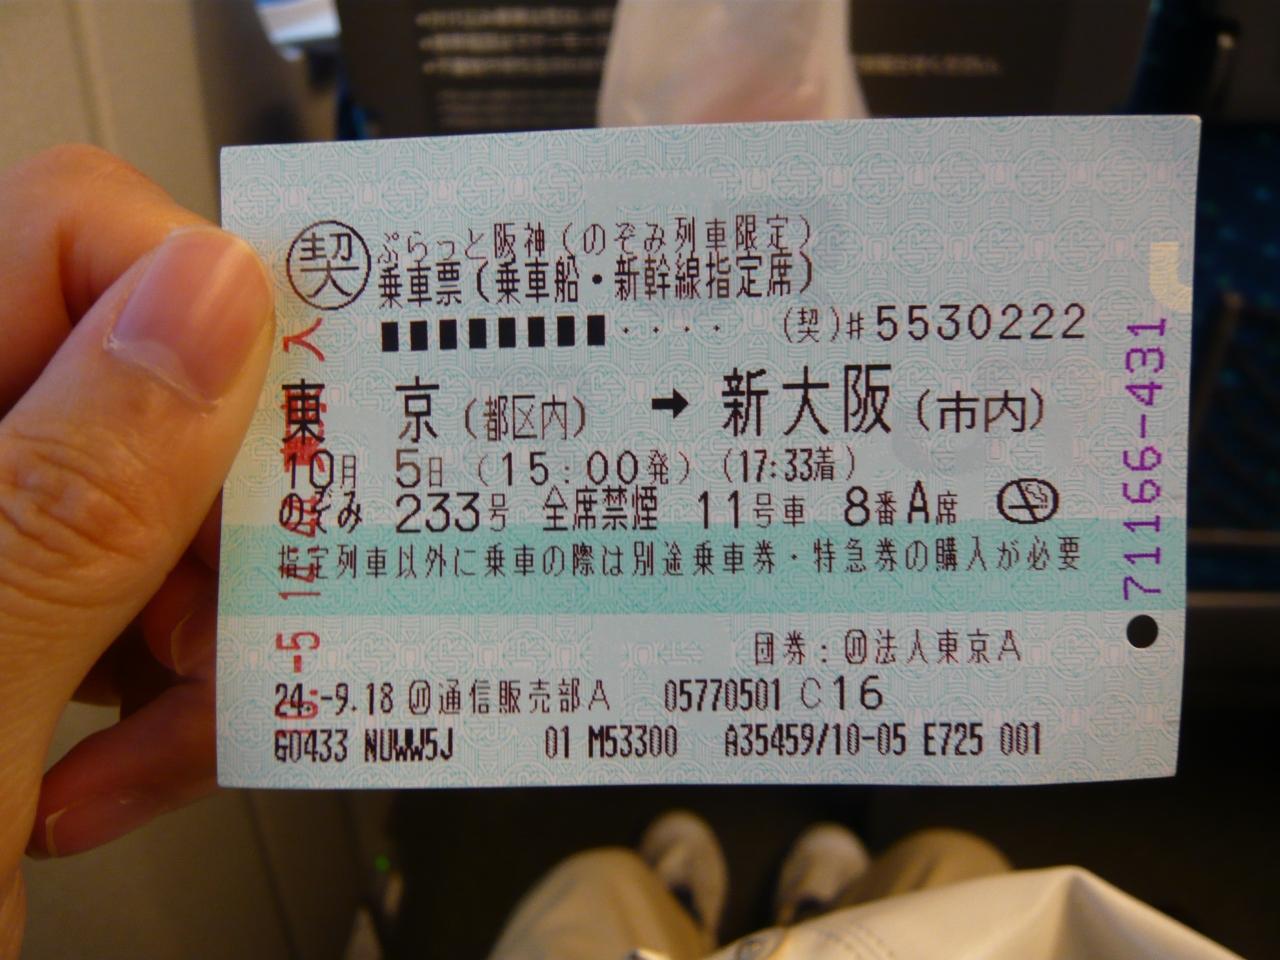 契 ぷらっと阪神(のぞみ列車限定)
乗車票(乗車船・新幹線指定席)
(契)#5530222
東 京(都区内) ➡ 新大阪(市内)
10月 5日 (15:00発) (17:33着)
のぞみ 233号 全席禁煙 11号車 8番A席
指定列車以外に乗車の際は別途乗車券・特急券の購入が必要
団券:㋣法人東京A
24.-9.18 ㋣通信販売部A 05770501 C16
G0433 NUWW5J 01 M53300 A35459/10-05 E725 001
71166-431